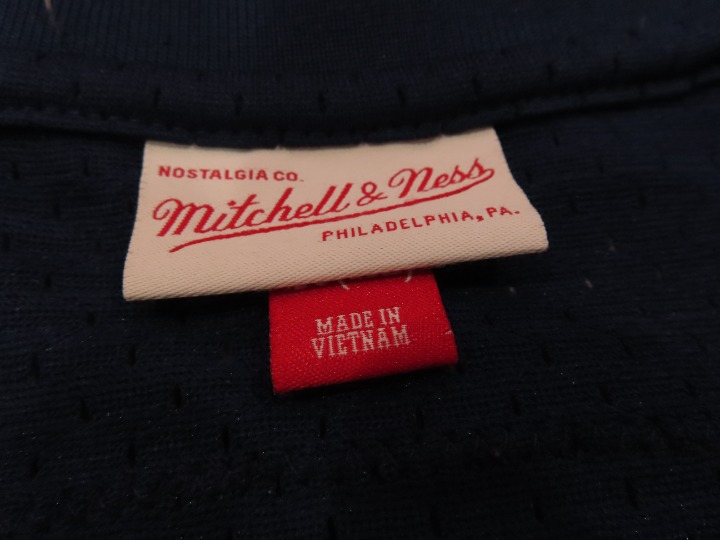 NOSTALGIA CO.
Mitchell & Ness
PHILADELPHIA, PA.
MADE IN
VIETNAM